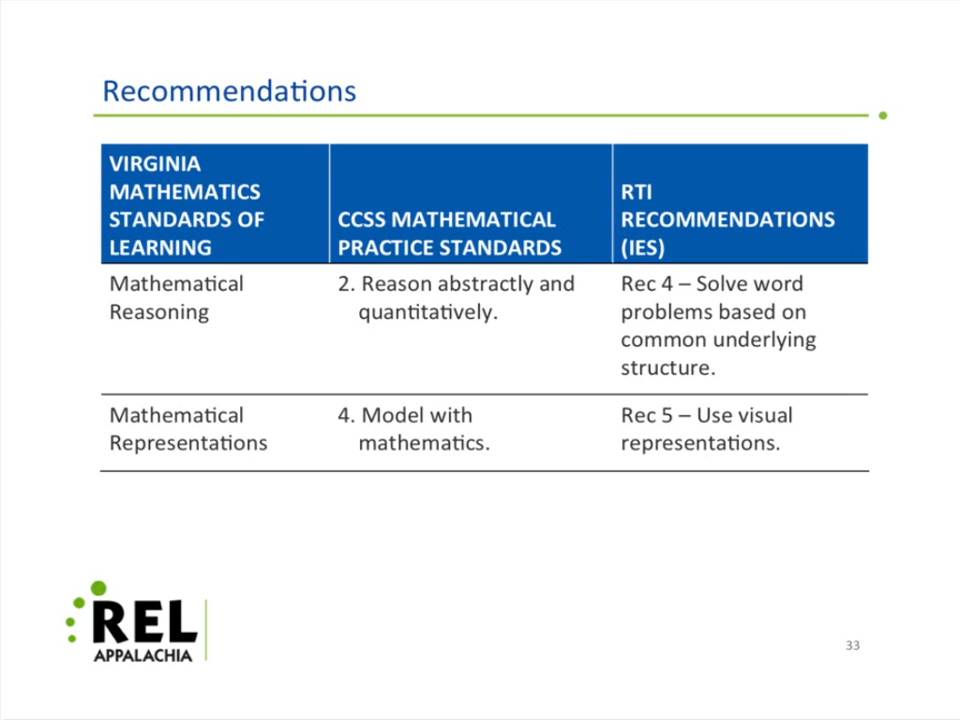 Recommendations
VIRGINIA
MATHEMATICS
STANDARDS OF
LEARNING
CCSS MATHEMATICAL
PRACTICE STANDARDS
RTI
RECOMMENDATIONS
(IES)
Mathematical
Reasoning
2. Reason abstractly and
quantitatively.
Rec 4 – Solve word
problems based on
common underlying
structure.
Mathematical
Representations
4. Model with
mathematics.
Rec 5 – Use visual
representations.
REL
APPALACHIA
33